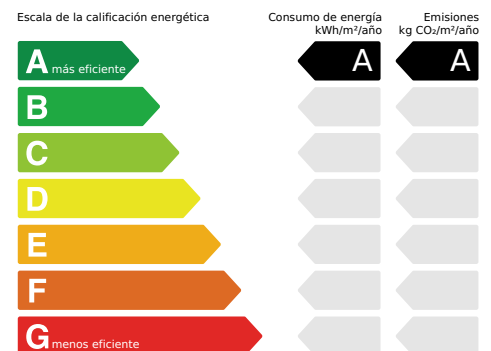 Escala de la calificación energética
Consumo de energía
kWh/m²/año
Emisiones
kg CO₂/m²/año
A más eficiente
A
A
B
C
D
E
F
G menos eficiente